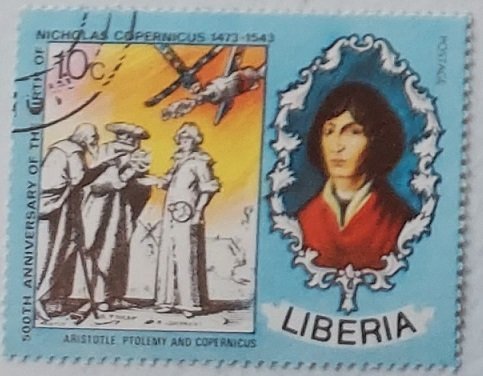 500TH ANNIVERSARY OF THE BIRTH OF
NICHOLAS COPERNICUS 1473-1543
10c
POSTAGE
ARISTOTLE PTOLEMY AND COPERNICUS
LIBERIA